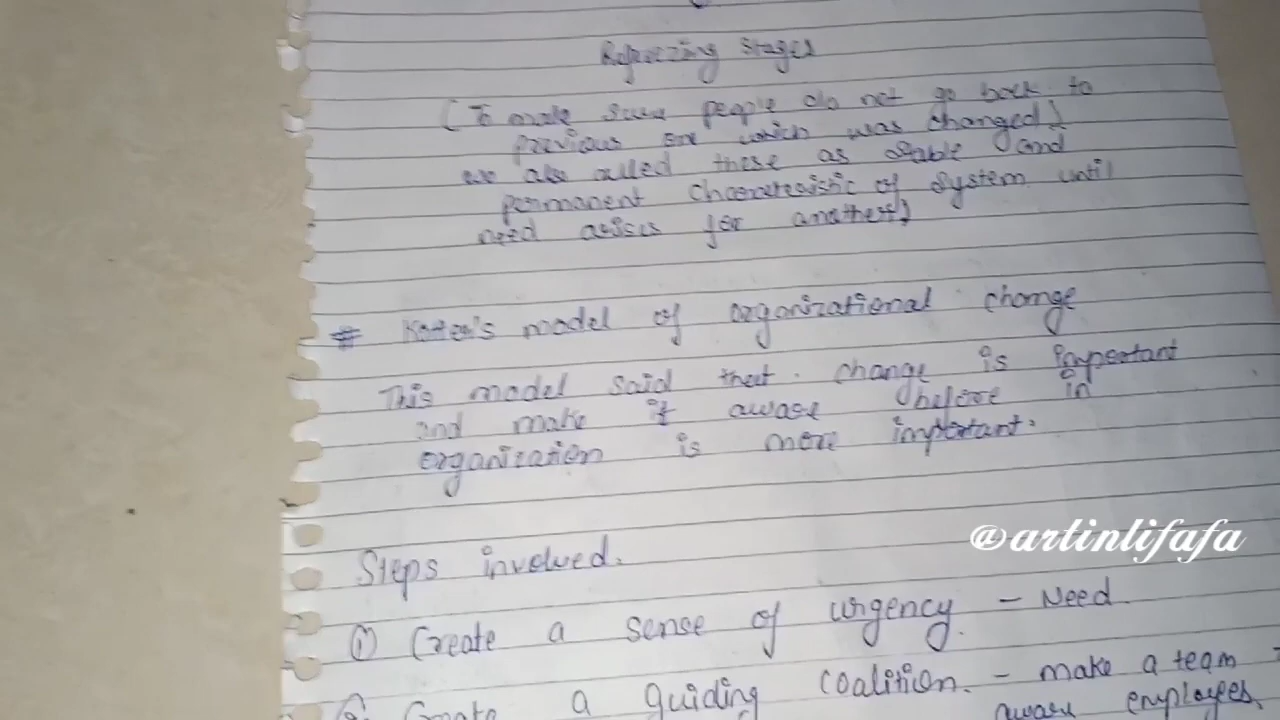 Refreezing stages
(To make sure people do not go back to
previous one which was changed)
we also called these as stable and
permanent characteristic of system until
need arises for another)
# Kotter's model of organizational change
This model said that change is important
and make it aware before in
organization is more important.
Steps involved.
① Create a sense of urgency. - Need
② Create a guiding coalition. - make a team
aware employees
@artinlifafa